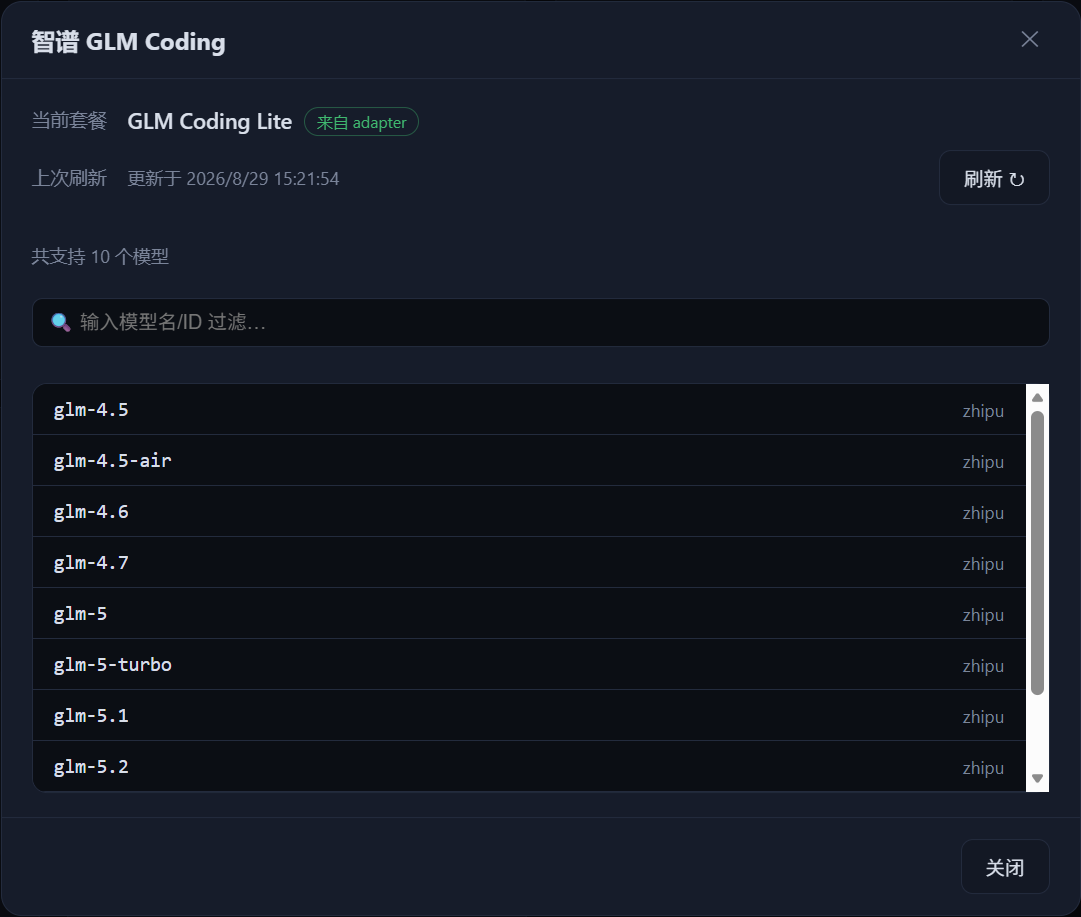 智谱 GLM Coding
当前套餐 GLM Coding Lite 来自 adapter
上次刷新 更新于 2026/8/29 15:21:54 刷新 ↻
共支持 10 个模型
🔍 输入模型名/ID 过滤…
glm-4.5 zhipu
glm-4.5-air zhipu
glm-4.6 zhipu
glm-4.7 zhipu
glm-5 zhipu
glm-5-turbo zhipu
glm-5.1 zhipu
glm-5.2 zhipu
关闭